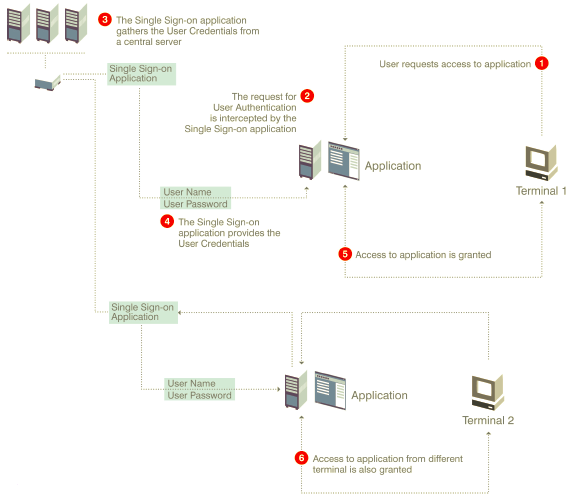 3 The Single Sign-on application
gathers the User Credentials from
a central server
Single Sign-on
Application
User requests access to application 1
The request for 2
User Authentication
is intercepted by the
Single Sign-on application
Application
Terminal 1
User Name
User Password
4 The Single Sign-on
application provides the
User Credentials
5 Access to application is granted
Single Sign-on
Application
User Name
User Password
Application
Terminal 2
6 Access to application from different
terminal is also granted